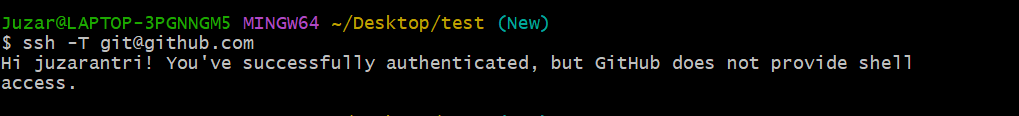 Juzar@LAPTOP-3PGNNGM5 MINGW64 ~/Desktop/test (New)
$ ssh -T git@github.com
Hi juzarantri! You've successfully authenticated, but GitHub does not provide shell
access.